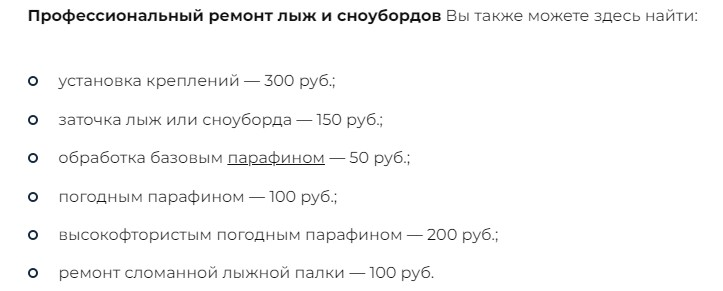 Профессиональный ремонт лыж и сноубордов Вы также можете здесь найти:
установка креплений — 300 руб.;
заточка лыж или сноуборда — 150 руб.;
обработка базовым парафином — 50 руб.;
погодным парафином — 100 руб.;
высокофтористым погодным парафином — 200 руб.;
ремонт сломанной лыжной палки — 100 руб.